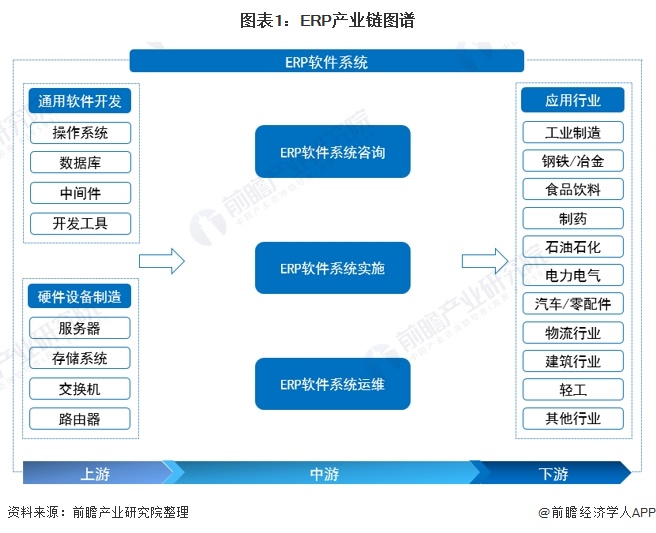 图表1：ERP产业链图谱
ERP软件系统
通用软件开发
操作系统
数据库
中间件
开发工具
硬件设备制造
服务器
存储系统
交换机
路由器
ERP软件系统咨询
ERP软件系统实施
ERP软件系统运维
应用行业
工业制造
钢铁/冶金
食品饮料
制药
石油石化
电力电气
汽车/零配件
物流行业
建筑行业
轻工
其他行业
上游
中游
下游
资料来源：前瞻产业研究院整理
@前瞻经济学人APP
前瞻产业研究院